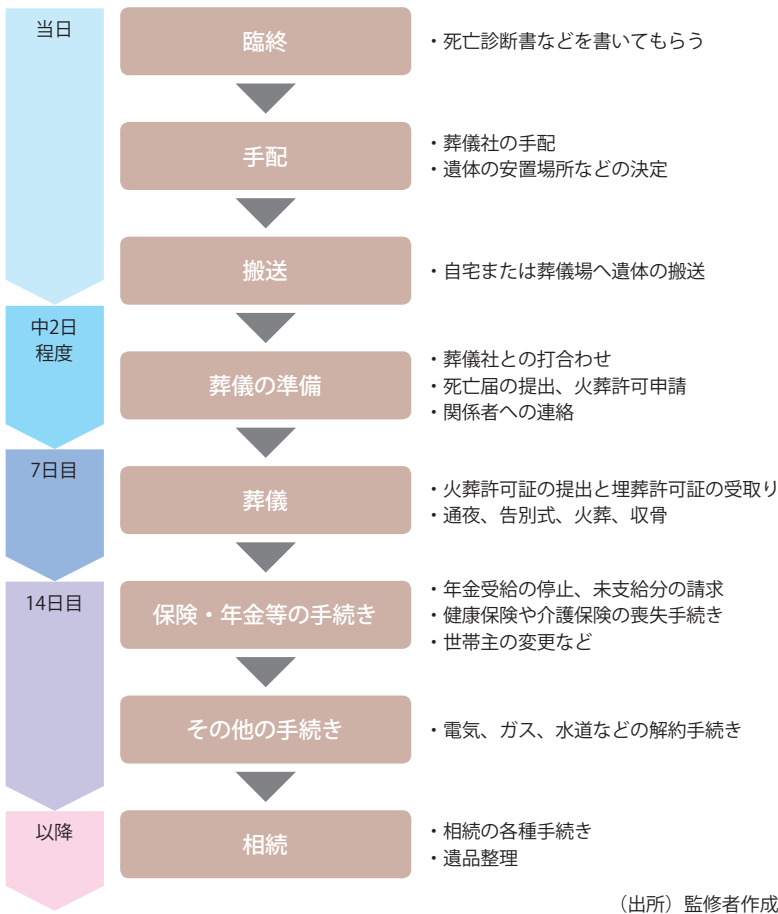 当日
臨終
・死亡診断書などを書いてもらう
手配
・葬儀社の手配
・遺体の安置場所などの決定
搬送
・自宅または葬儀場へ遺体の搬送
中2日
程度
葬儀の準備
・葬儀社との打合わせ
・死亡届の提出、火葬許可申請
・関係者への連絡
7日目
葬儀
・火葬許可証の提出と埋葬許可証の受取り
・通夜、告別式、火葬、収骨
14日目
保険・年金等の手続き
・年金受給の停止、未支給分の請求
・健康保険や介護保険の喪失手続き
・世帯主の変更など
その他の手続き
・電気、ガス、水道などの解約手続き
以降
相続
・相続の各種手続き
・遺品整理
（出所）監修者作成